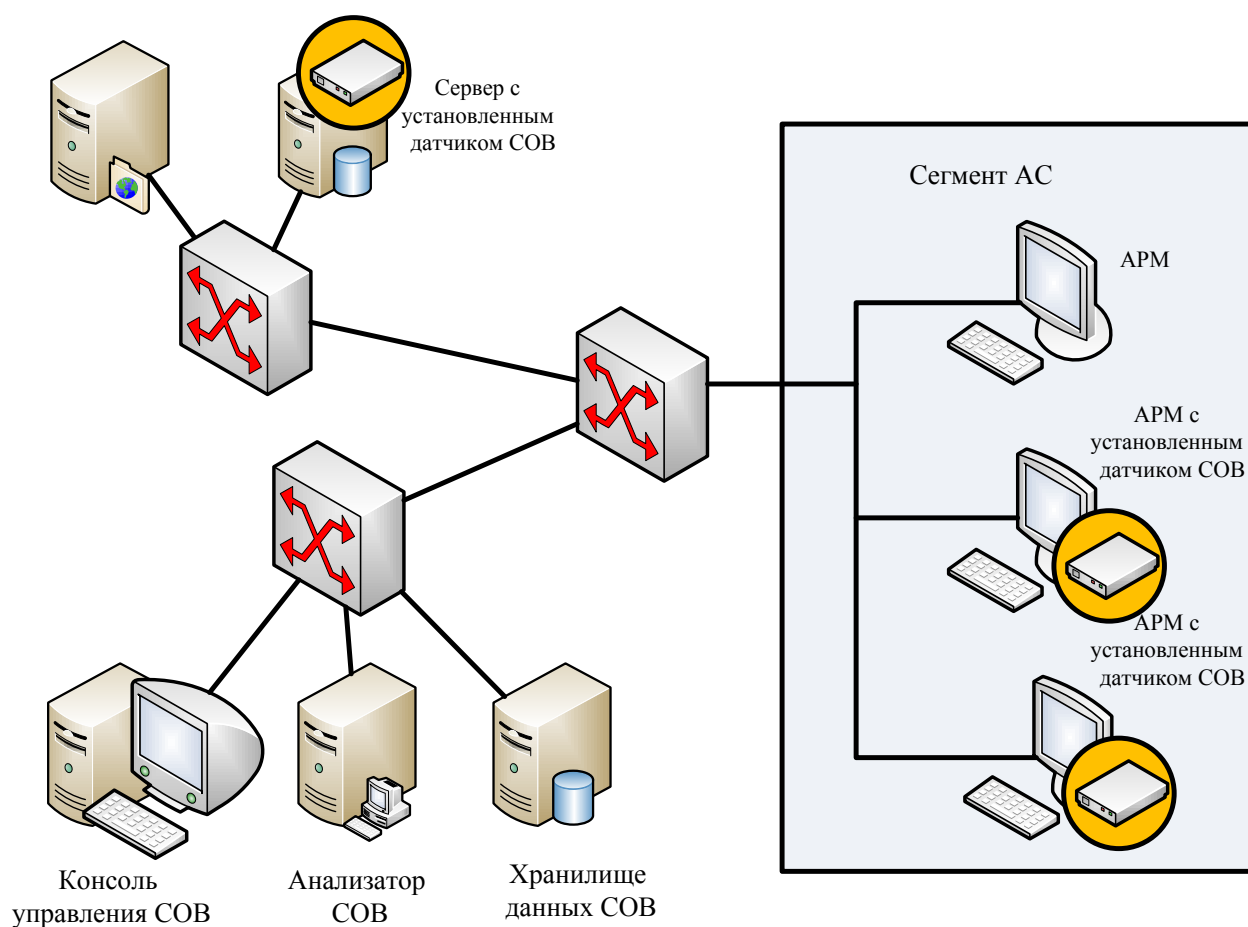 Сервер с
установленным
датчиком СОВ
Сегмент АС
АРМ
АРМ с
установленным
датчиком СОВ
АРМ с
установленным
датчиком СОВ
Консоль
управления СОВ
Анализатор
СОВ
Хранилище
данных СОВ